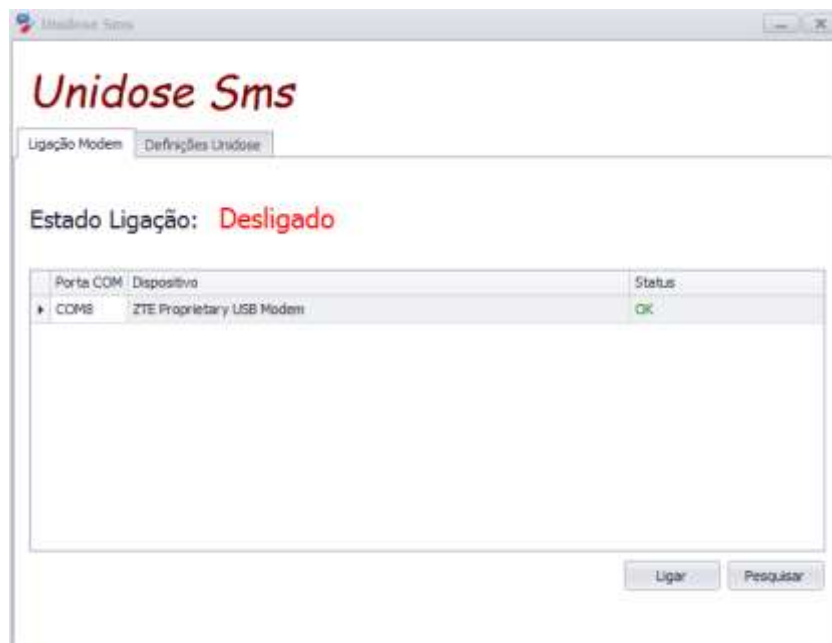 Unidose Sms
Unidose Sms
Ligação Modem Definições Unidose
Estado Ligação: Desligado
Porta COM Dispositivo Status
COM8 ZTE Proprietary USB Modem OK
Ligar Pesquisar